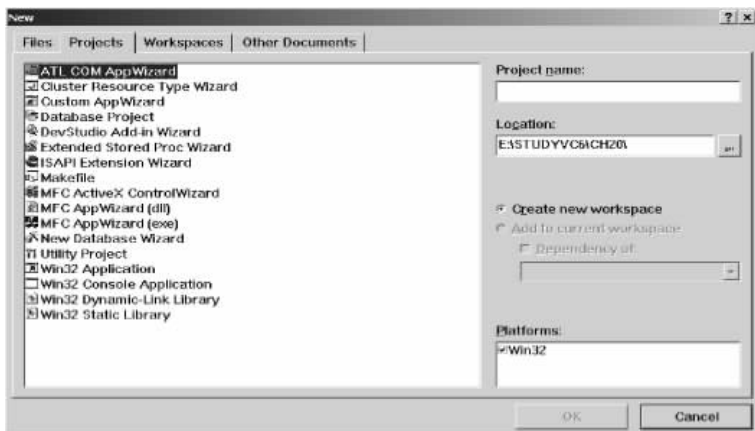 New
Files Projects Workspaces Other Documents
ATL COM AppWizard
Cluster Resource Type Wizard
Custom AppWizard
Database Project
DevStudio Add-in Wizard
Extended Stored Proc Wizard
ISAPI Extension Wizard
Makefile
MFC ActiveX ControlWizard
MFC AppWizard (dll)
MFC AppWizard (exe)
New Database Wizard
Utility Project
Win32 Application
Win32 Console Application
Win32 Dynamic-Link Library
Win32 Static Library
Project name:
Location:
E:\STUDYVC6\CH20\
...
Create new workspace
Add to current workspace
Dependency of:
Platforms:
Win32
OK Cancel